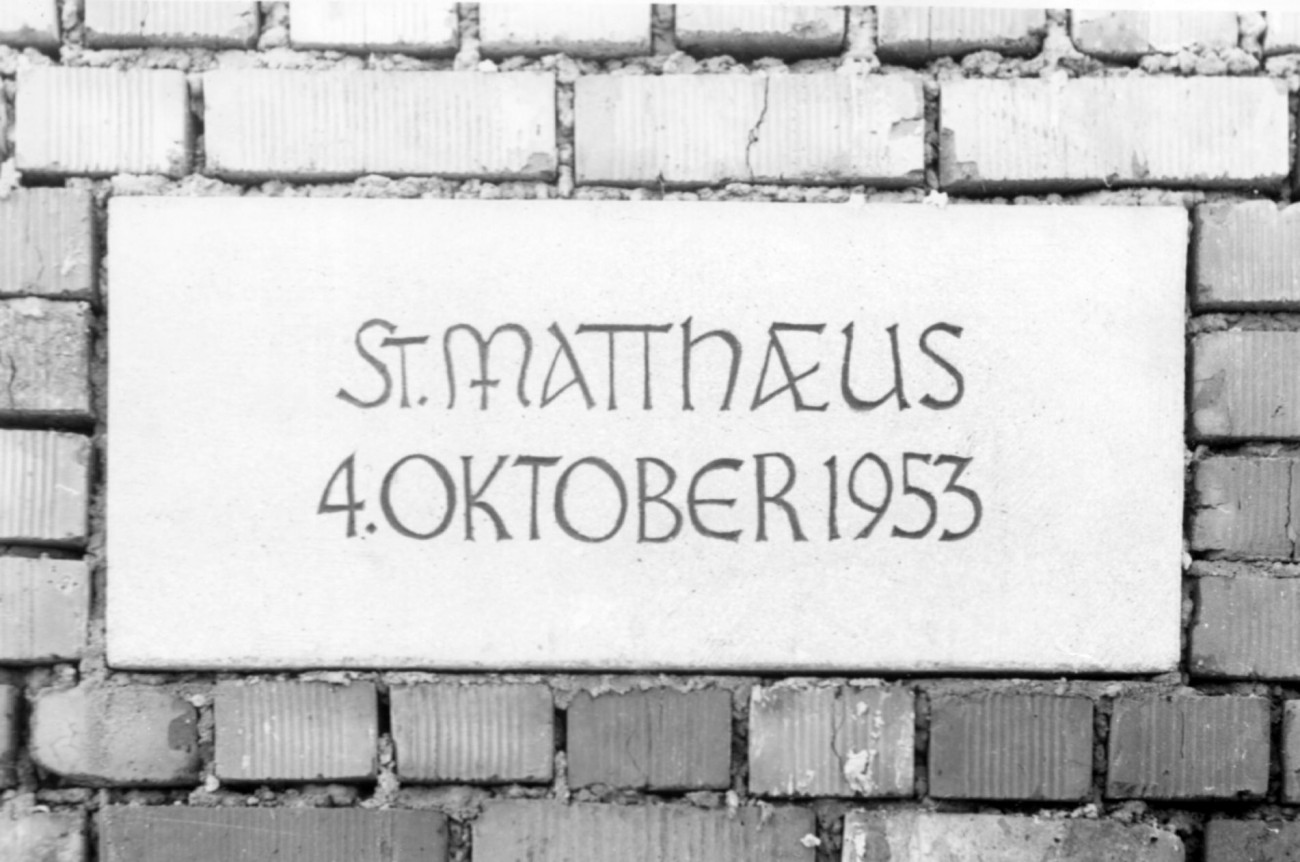 St. MATThÆUS
4. OKTOBER 1953